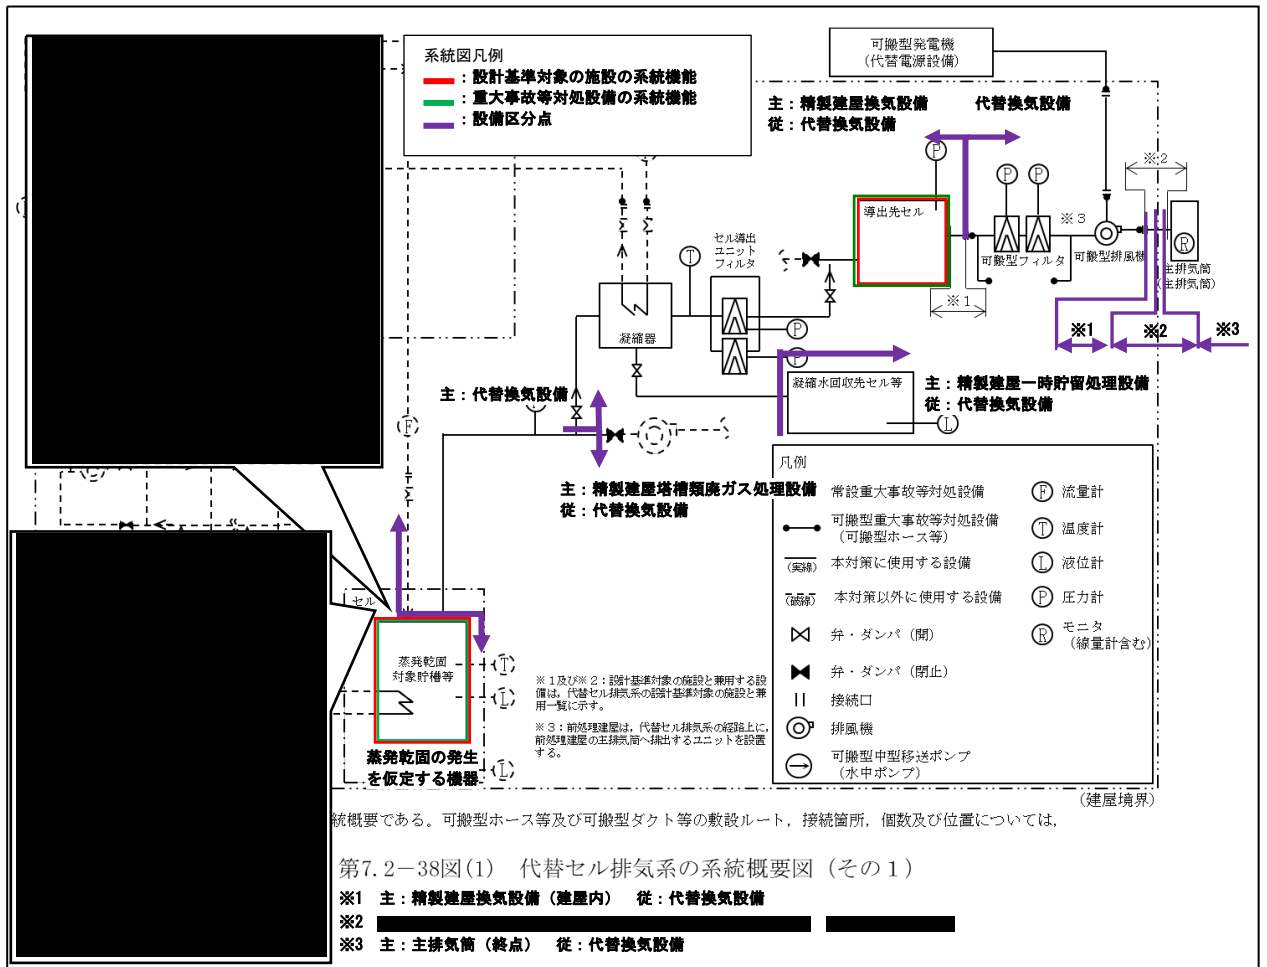 系統図凡例
：設計基準対象の施設の系統機能
：重大事故等対処設備の系統機能
：設備区分点
可搬型発電機
(代替電源設備)
主：精製建屋換気設備
従：代替換気設備
代替換気設備
※2
P
P
P
導出先セル
※３
可搬型フィルタ
可搬型排風機
R
主排気筒
(主排気筒)
※１
※1
※2
※3
セル導出
ユニット
フィルタ
T
P
P
凝縮器
凝縮水回収先セル等
L
主：精製建屋一時貯留処理設備
従：代替換気設備
主：代替換気設備
F
主：精製建屋塔槽類廃ガス処理設備
従：代替換気設備
セル
蒸発乾固
対象貯槽等
T
L
L
蒸発乾固の発生
を仮定する機器
※１及び※２：設計基準対象の施設と兼用する設
備は，代替セル排気系の設計基準対象の施設と兼
用一覧に示す。
※３：前処理建屋は，代替セル排気系の経路上に，
前処理建屋の主排気筒へ排出するユニットを設置
する。
凡例
常設重大事故等対処設備
可搬型重大事故等対処設備
(可搬型ホース等)
(実線)
本対策に使用する設備
(破線)
本対策以外に使用する設備
弁・ダンパ（開）
弁・ダンパ（閉止）
接続口
排風機
可搬型中型移送ポンプ
（水中ポンプ）
F 流量計
T 温度計
L 液位計
P 圧力計
R モニタ
（線量計含む）
(建屋境界)
統概要である。可搬型ホース等及び可搬型ダクト等の敷設ルート，接続箇所，個数及び位置については，
第7.2－38図(1)　代替セル排気系の系統概要図（その１）
※1　主：精製建屋換気設備（建屋内）　従：代替換気設備
※2
※3　主：主排気筒（終点）　従：代替換気設備